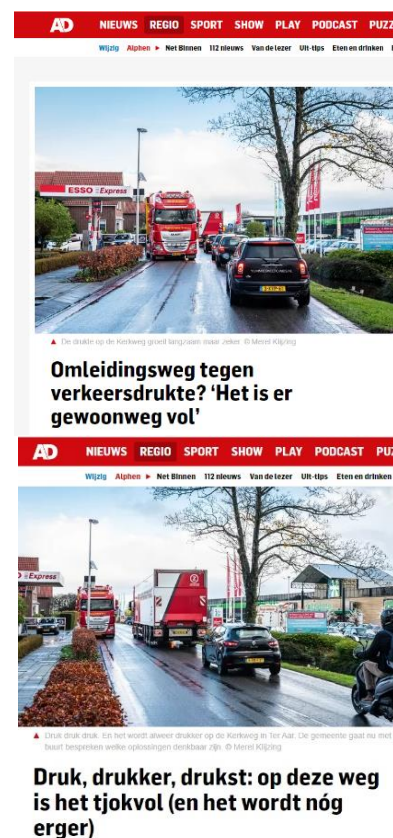 AD NIEUWS REGIO SPORT SHOW PLAY PODCAST PUZZ
Wijzig Alphen ► Net Binnen 112 nieuws Van de lezer Uit-tips Eten en drinken
ESSO Express
▲ De drukte op de Kerkweg groeit langzaam maar zeker. © Merel Klijzing
Omleidingsweg tegen
verkeersdrukte? ‘Het is er
gewoonweg vol’
AD NIEUWS REGIO SPORT SHOW PLAY PODCAST PU
Wijzig Alphen ► Net Binnen 112 nieuws Van de lezer Uit-tips Eten en drinken
Express
▲ Druk druk druk. En het wordt alweer drukker op de Kerkweg in Ter Aar. De gemeente gaat nu met
buurt bespreken welke oplossingen denkbaar zijn. © Merel Klijzing
Druk, drukker, drukst: op deze weg
is het tjokvol (en het wordt nóg
erger)